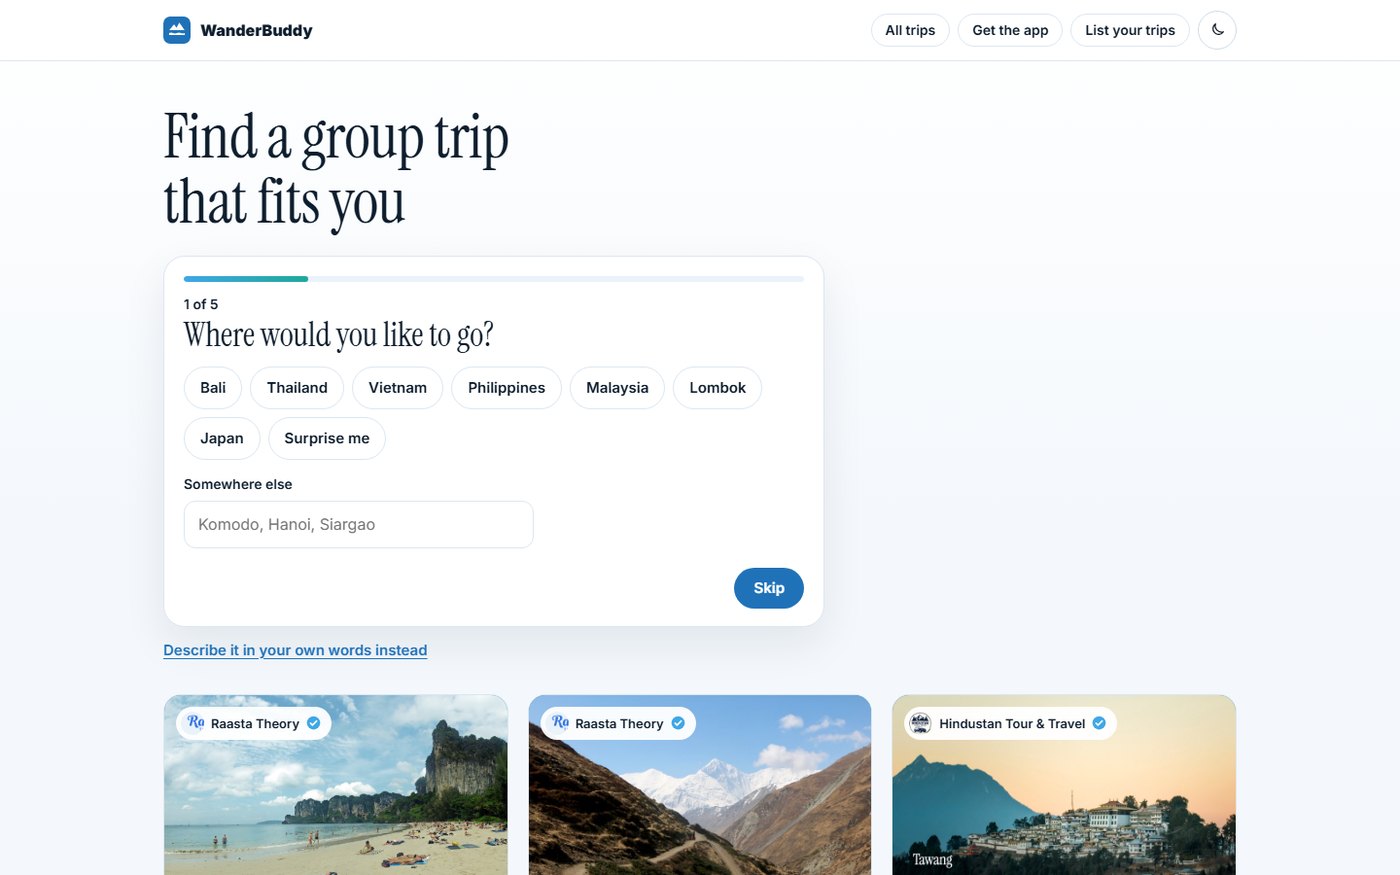 WanderBuddy
All trips
Get the app
List your trips
Find a group trip
that fits you
1 of 5
Where would you like to go?
Bali
Thailand
Vietnam
Philippines
Malaysia
Lombok
Japan
Surprise me
Somewhere else
Komodo, Hanoi, Siargao
Skip
Describe it in your own words instead
Ra Raasta Theory
Ra Raasta Theory
Hindustan Tour & Travel
Tawang